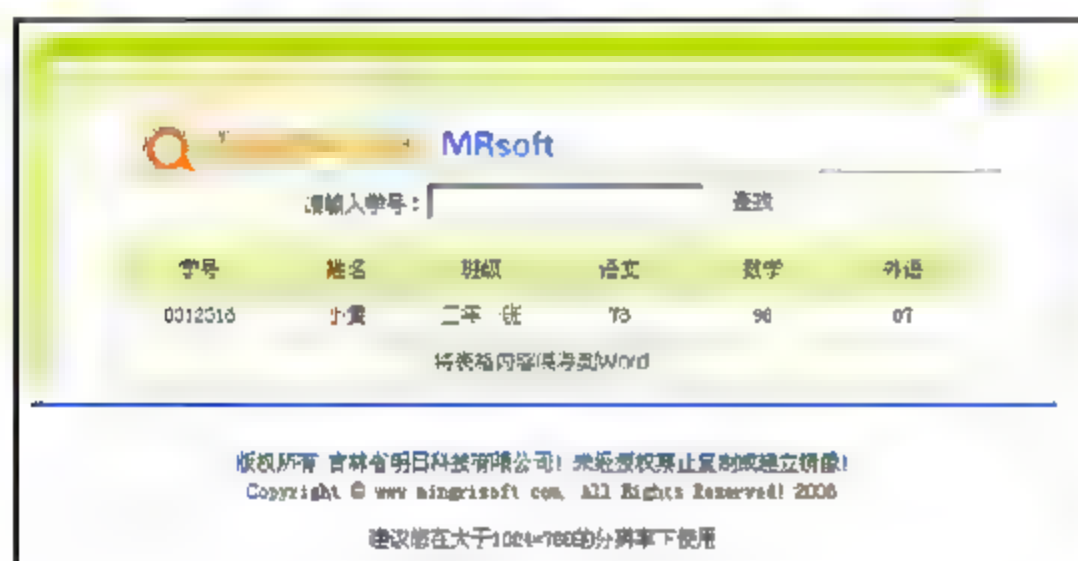 MRsoft
请输入学号： 查找
学号 姓名 班级 语文 数学 外语
二年一班
将表格内容保存到Word
版权所有 吉林省明日科技有限公司! 未经授权禁止复制或建立镜像!
Copyright © www mingrisoft com, All Rights Reserved! 2008
建议您在大于1024*768的分辨率下使用